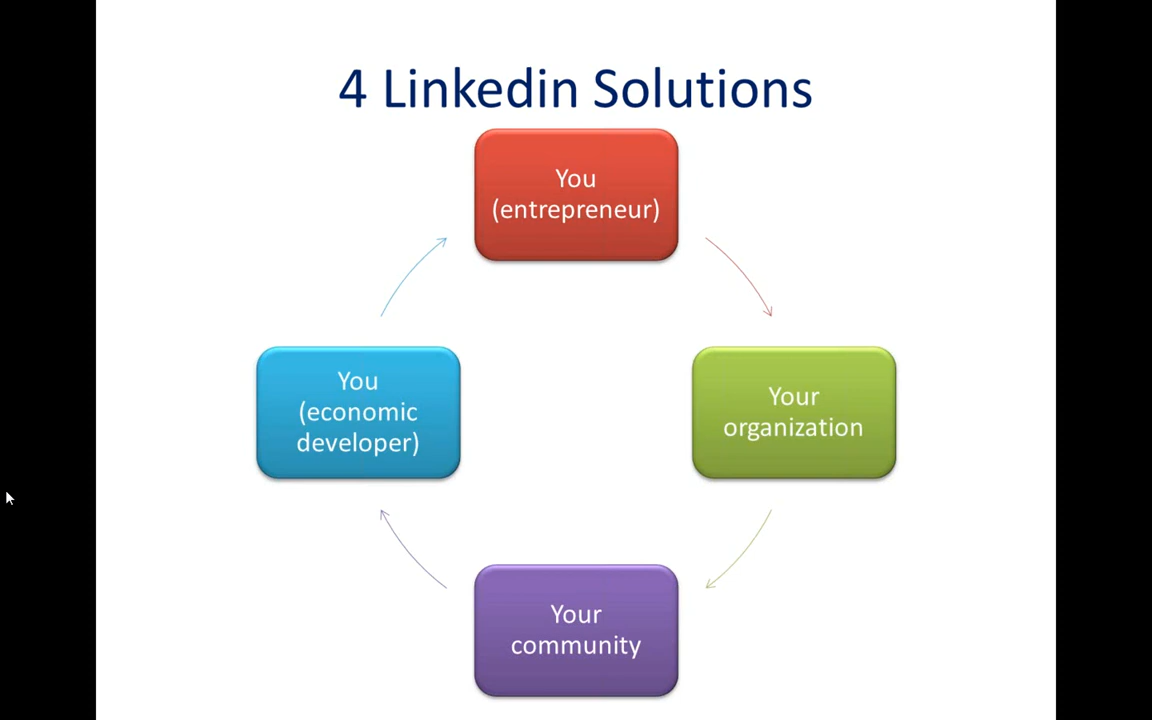 4 Linkedin Solutions
You
(entrepreneur)
You
(economic
developer)
Your
organization
Your
community